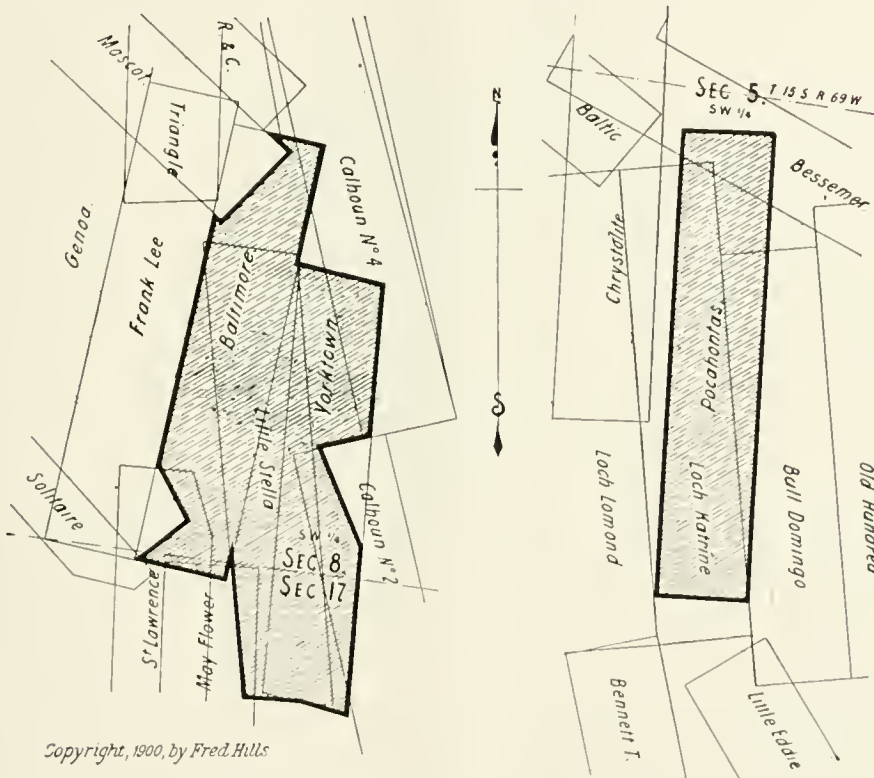 Mascot
R & C.
Triangle
Genoa.
Frank Lee
Baltimore
Calhoun Nº 4
Yorktown
Little Stella
Solitaire
St Lawrence
May Flower
SW 1/4
SEC 8.
SEC 17
Calhoun Nº 2
Copyright, 1900, by Fred Hills
N
S
SEC 5. T 15 S R 69 W
SW 1/4
Baltic
Bessemer
Chrystolite
Pocahontas
Loch Lomond
Loch Katrine
Bull Domingo
Old Hundred
Bennett T.
Little Eddie